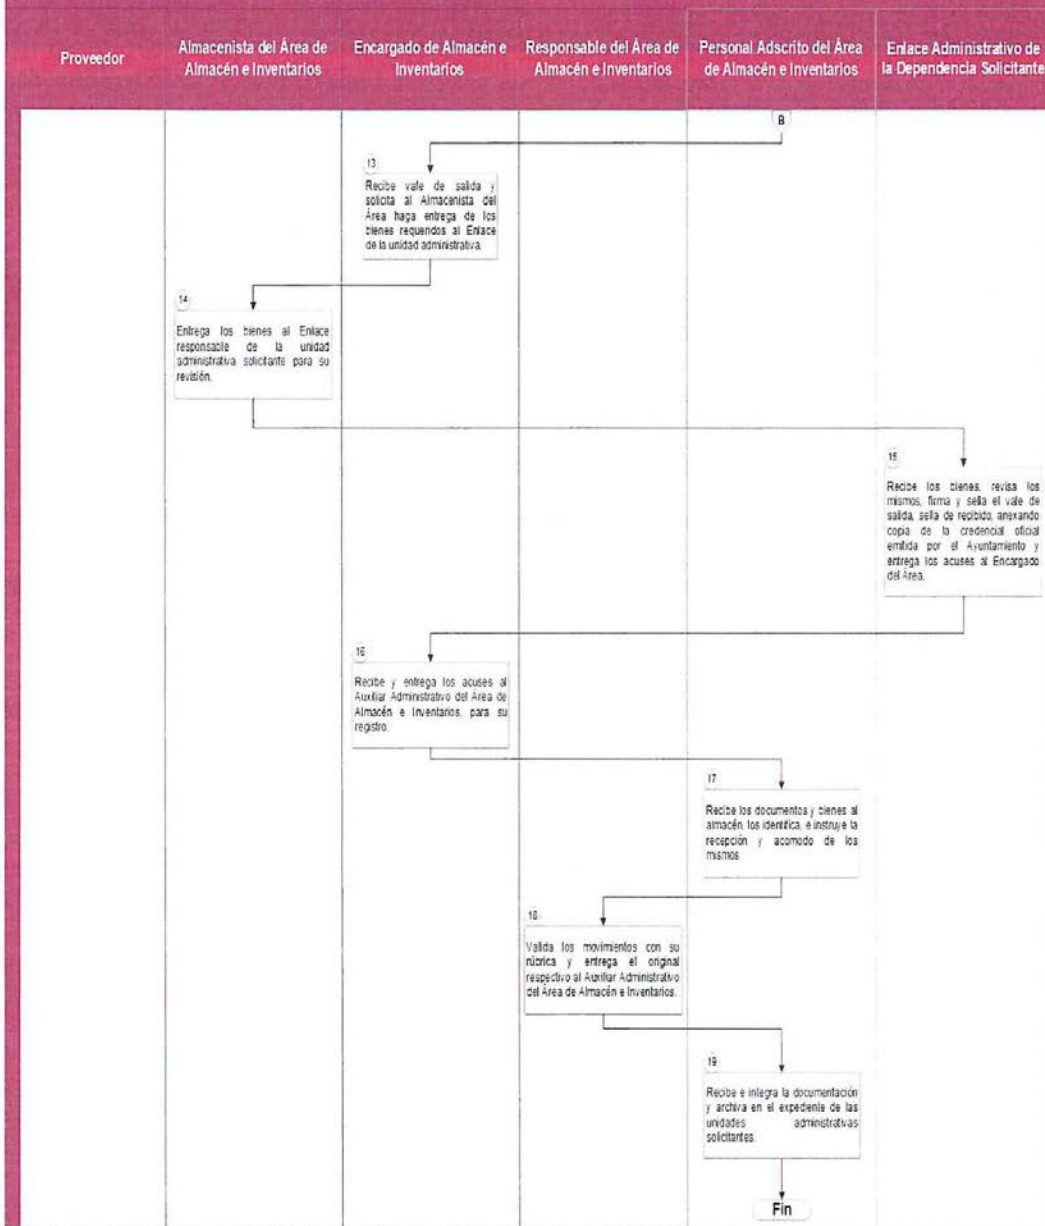 Proveedor
Almacenista del Área de
Almacén e Inventarios
Encargado de Almacén e
Inventarios
Responsable del Área de
Almacén e Inventarios
Personal Adscrito del Área
de Almacén e Inventarios
Enlace Administrativo de
la Dependencia Solicitante
B
13
Recibe vale de salida y
solicita al Almacenista del
Área haga entrega de los
bienes requeridos al Enlace
de la unidad administrativa.
14
Entrega los bienes al Enlace
responsable de la unidad
administrativa solicitante para su
revisión.
15
Recibe los bienes, revisa los
mismos, firma y sella el vale de
salida, sella de recibido, anexando
copia de la credencial oficial
emitida por el Ayuntamiento y
entrega los acuses al Encargado
del Área.
16
Recibe y entrega los acuses al
Auxiliar Administrativo del Área de
Almacén e Inventarios, para su
registro.
17
Recibe los documentos y bienes al
almacén, los identifica, e instruye la
recepción y acomodo de los
mismos.
18
Valida los movimientos con su
rúbrica y entrega el original
respectivo al Auxiliar Administrativo
del Área de Almacén e Inventarios.
19
Recibe e integra la documentación
y archiva en el expediente de las
unidades administrativas
solicitantes.
Fin